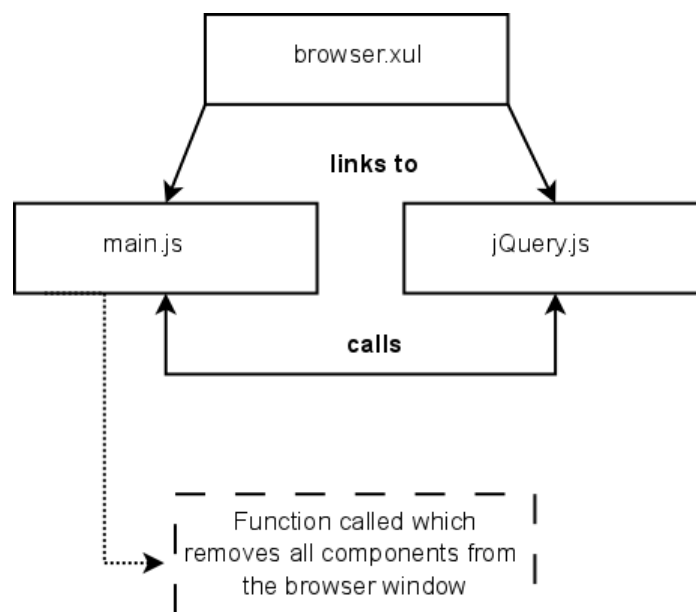 browser.xul
links to
main.js
jQuery.js
calls
Function called which
removes all components from
the browser window